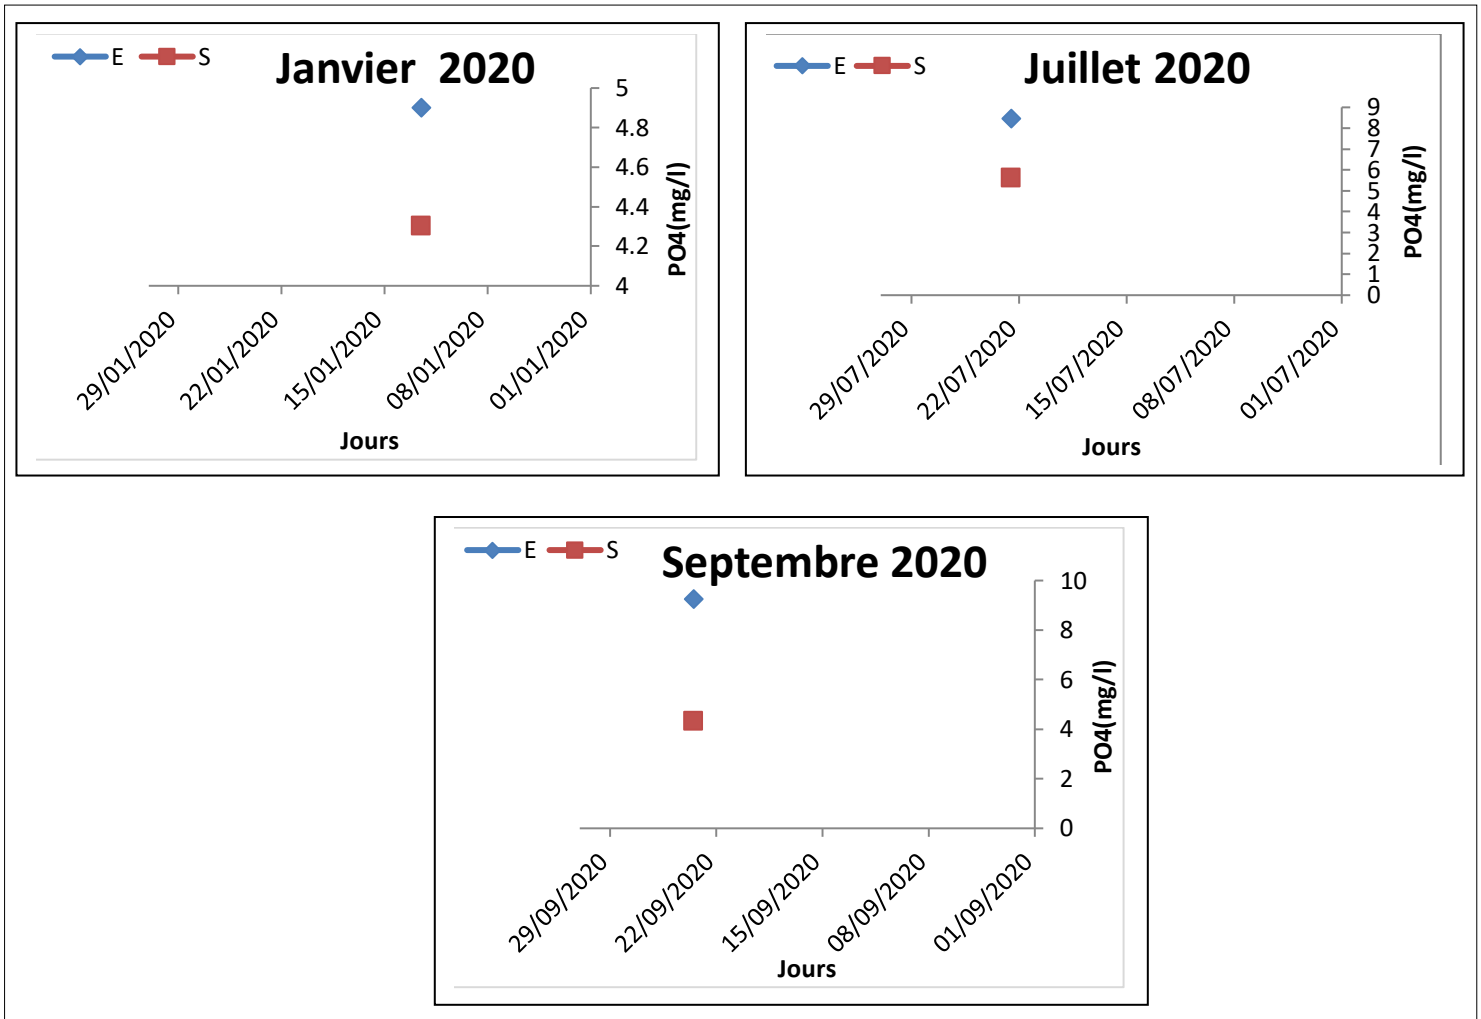 E S
Janvier 2020
5
4.8
4.6
4.4
4.2
4
PO4(mg/l)
29/01/2020 22/01/2020 15/01/2020 08/01/2020 01/01/2020
Jours
E S
Juillet 2020
9
8
7
6
5
4
3
2
1
0
PO4(mg/l)
29/07/2020 22/07/2020 15/07/2020 08/07/2020 01/07/2020
Jours
E S
Septembre 2020
10
8
6
4
2
0
PO4(mg/l)
29/09/2020 22/09/2020 15/09/2020 08/09/2020 01/09/2020
Jours